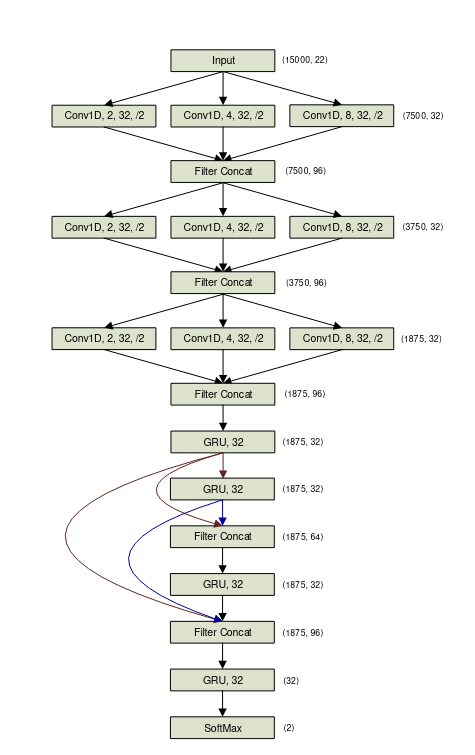 Input (15000, 22)
Conv1D, 2, 32, /2 Conv1D, 4, 32, /2 Conv1D, 8, 32, /2 (7500, 32)
Filter Concat (7500, 96)
Conv1D, 2, 32, /2 Conv1D, 4, 32, /2 Conv1D, 8, 32, /2 (3750, 32)
Filter Concat (3750, 96)
Conv1D, 2, 32, /2 Conv1D, 4, 32, /2 Conv1D, 8, 32, /2 (1875, 32)
Filter Concat (1875, 96)
GRU, 32 (1875, 32)
GRU, 32 (1875, 32)
Filter Concat (1875, 64)
GRU, 32 (1875, 32)
Filter Concat (1875, 96)
GRU, 32 (32)
SoftMax (2)